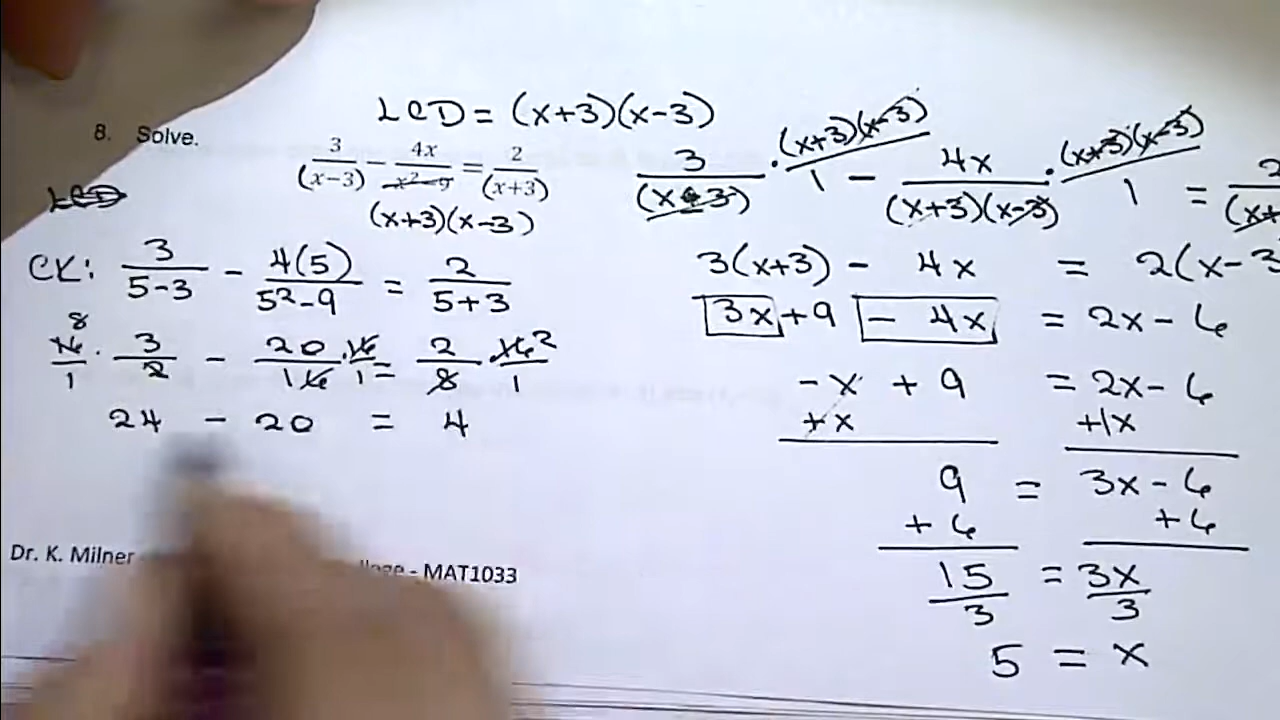 LCD = (x+3)(x-3)
8. Solve.
3/(x-3) - 4x/x²-9 = 2/(x+3)
(x+3)(x-3)
LCD
3/(x-3) · (x+3)(x-3)/1 - 4x/(x+3)(x-3) · (x+3)(x-3)/1 = 2/(x+
3(x+3) - 4x = 2(x-3
3x + 9 - 4x = 2x - 6
-x + 9 = 2x - 6
+x +1x
9 = 3x - 6
+ 6 + 6
15/3 = 3x/3
5 = x
CK: 3/5-3 - 4(5)/5²-9 = 2/5+3
8
16/1 · 3/2 - 20/16 · 16/1 = 2/8 · 16/1 2
24 - 20 = 4
Dr. K. Milner - MAT1033